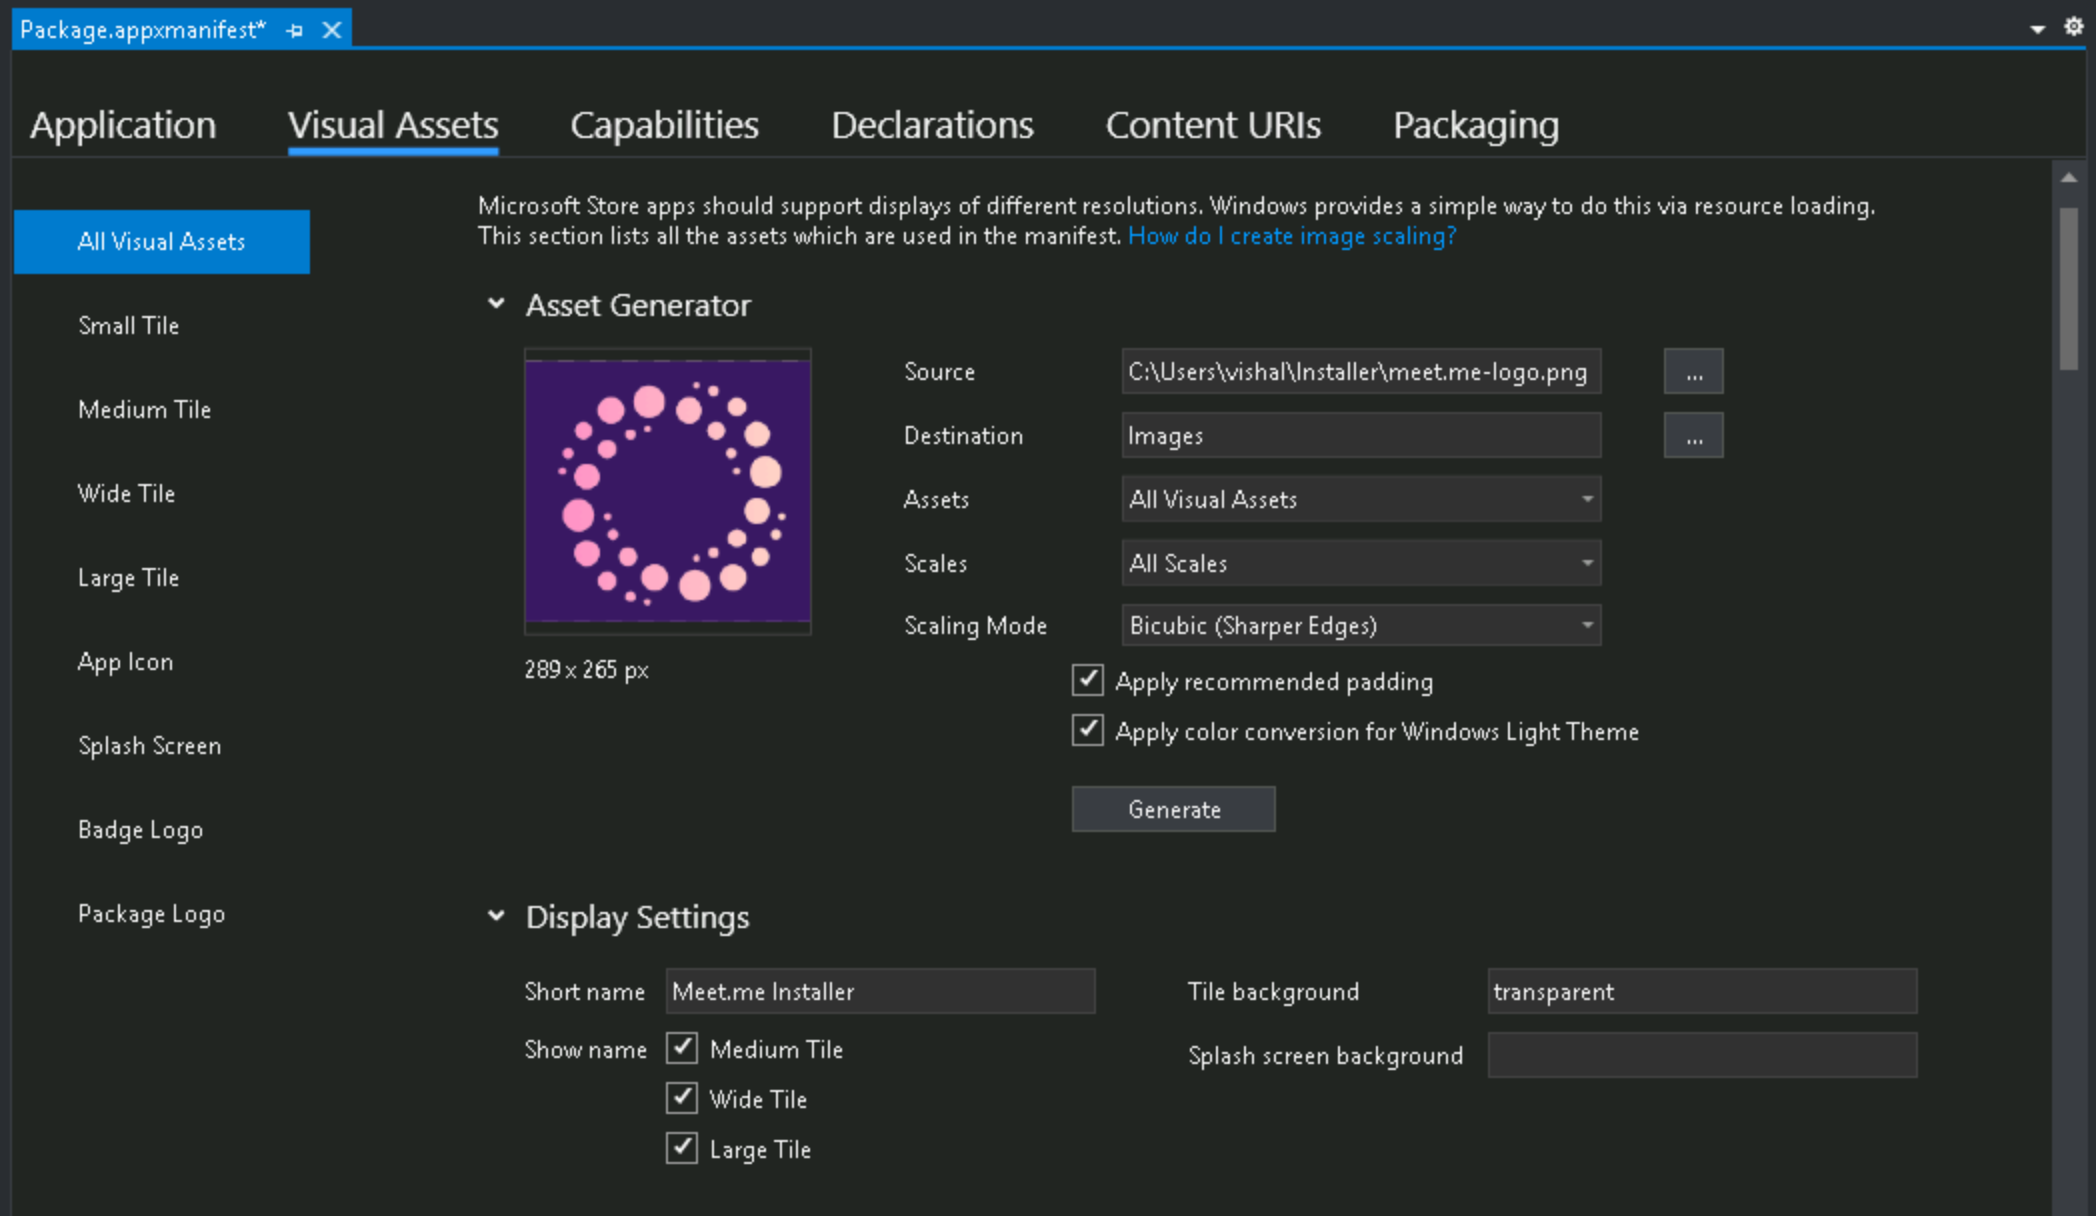 Package.appxmanifest*
Application Visual Assets Capabilities Declarations Content URIs Packaging
All Visual Assets
Small Tile
Medium Tile
Wide Tile
Large Tile
App Icon
Splash Screen
Badge Logo
Package Logo
Microsoft Store apps should support displays of different resolutions. Windows provides a simple way to do this via resource loading.
This section lists all the assets which are used in the manifest. How do I create image scaling?
Asset Generator
289 x 265 px
Source C:\Users\vishal\Installer\meet.me-logo.png ...
Destination Images ...
Assets All Visual Assets
Scales All Scales
Scaling Mode Bicubic (Sharper Edges)
Apply recommended padding
Apply color conversion for Windows Light Theme
Generate
Display Settings
Short name Meet.me Installer
Show name Medium Tile
Wide Tile
Large Tile
Tile background transparent
Splash screen background